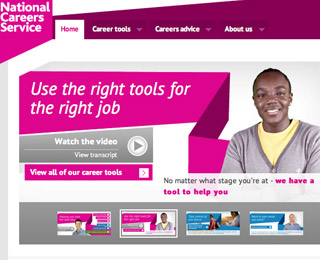 National
Careers
Service
Home
Career tools
Careers advice
About us
Use the right tools for
the right job
Watch the video
View transcript
View all of our career tools
No matter what stage you're at - we have a
tool to help you